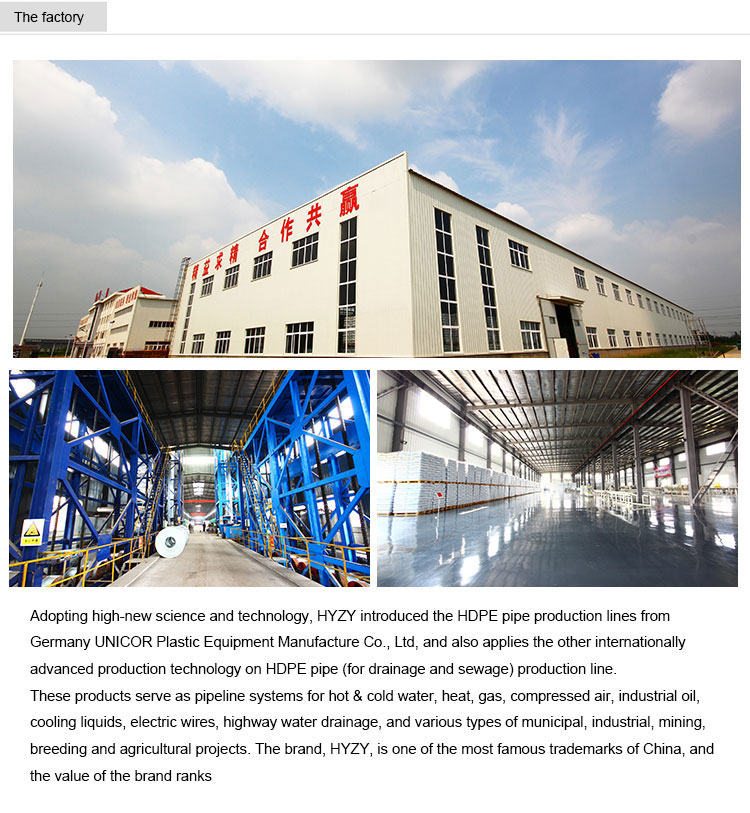 The factory
精益求精 合作共赢
Adopting high-new science and technology, HYZY introduced the HDPE pipe production lines from
Germany UNICOR Plastic Equipment Manufacture Co., Ltd, and also applies the other internationally
advanced production technology on HDPE pipe (for drainage and sewage) production line.
These products serve as pipeline systems for hot & cold water, heat, gas, compressed air, industrial oil,
cooling liquids, electric wires, highway water drainage, and various types of municipal, industrial, mining,
breeding and agricultural projects. The brand, HYZY, is one of the most famous trademarks of China, and
the value of the brand ranks